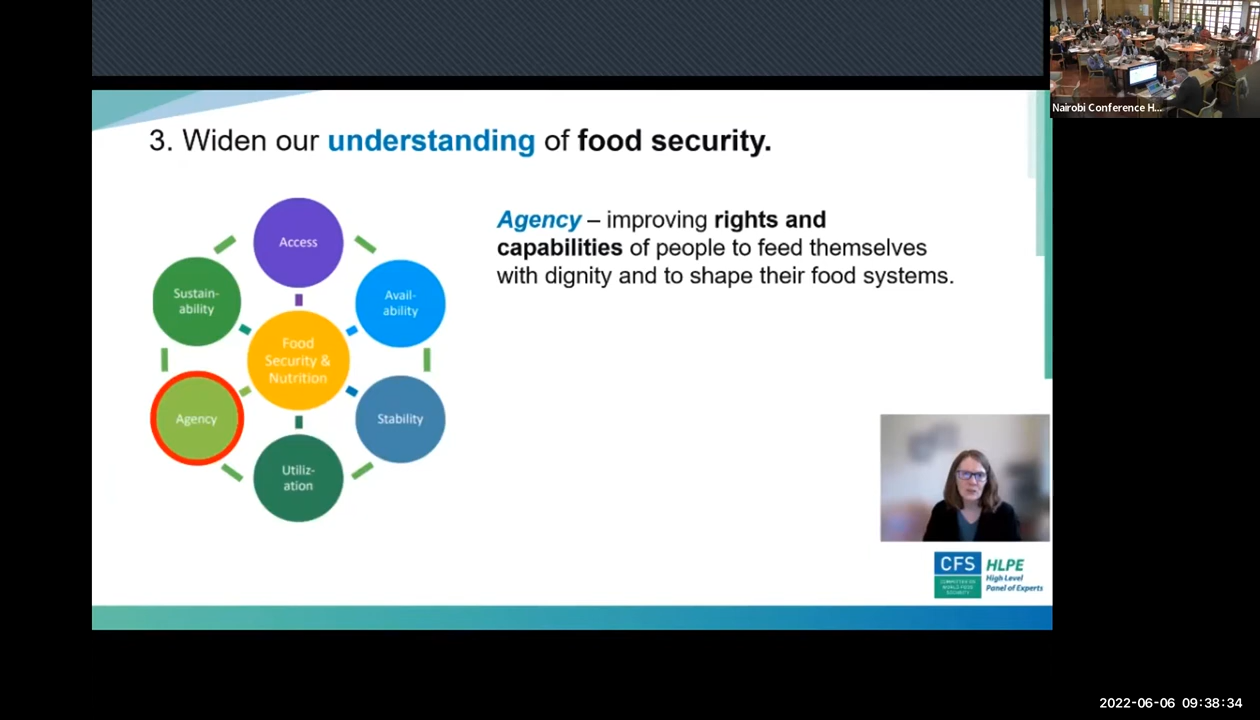 Nairobi Conference H...
3. Widen our understanding of food security.
Access
Sustain-
ability
Avail-
ability
Food
Security &
Nutrition
Agency
Stability
Utiliz-
ation
Agency – improving rights and
capabilities of people to feed themselves
with dignity and to shape their food systems.
CFS
COMMITTEE ON
WORLD FOOD
SECURITY
HLPE
High Level
Panel of Experts
2022-06-06 09:38:34